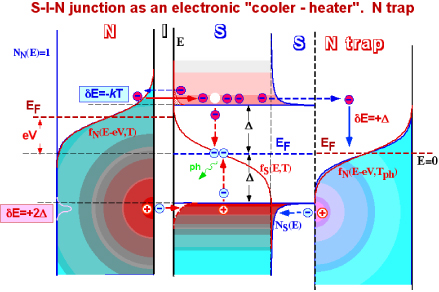 S-I-N junction as an electronic "cooler - heater". N trap
N I S S N trap
N_N(E)=1
E
δE=-kT
δE=+Δ
E_F
eV
f_N(E-eV,T)
Δ
E_F
E_F
E=0
ph
f_S(E,T)
Δ
f_N(E-eV,T_ph)
δE=+2Δ
N_S(E)